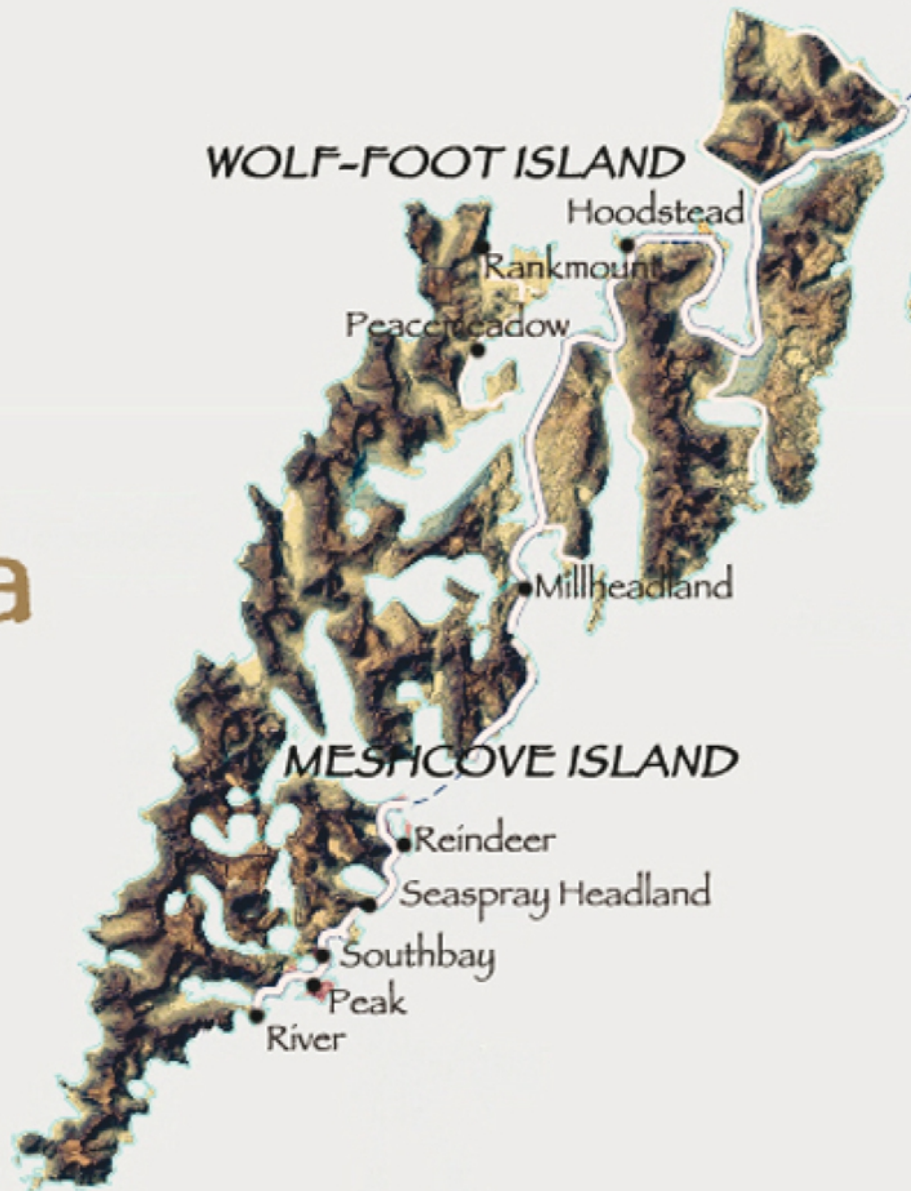 WOLF-FOOT ISLAND
Hoodstead
Rankmount
Peacemeadow
a
Millheadland
MESHCOVE ISLAND
Reindeer
Seaspray Headland
Southbay
Peak
River